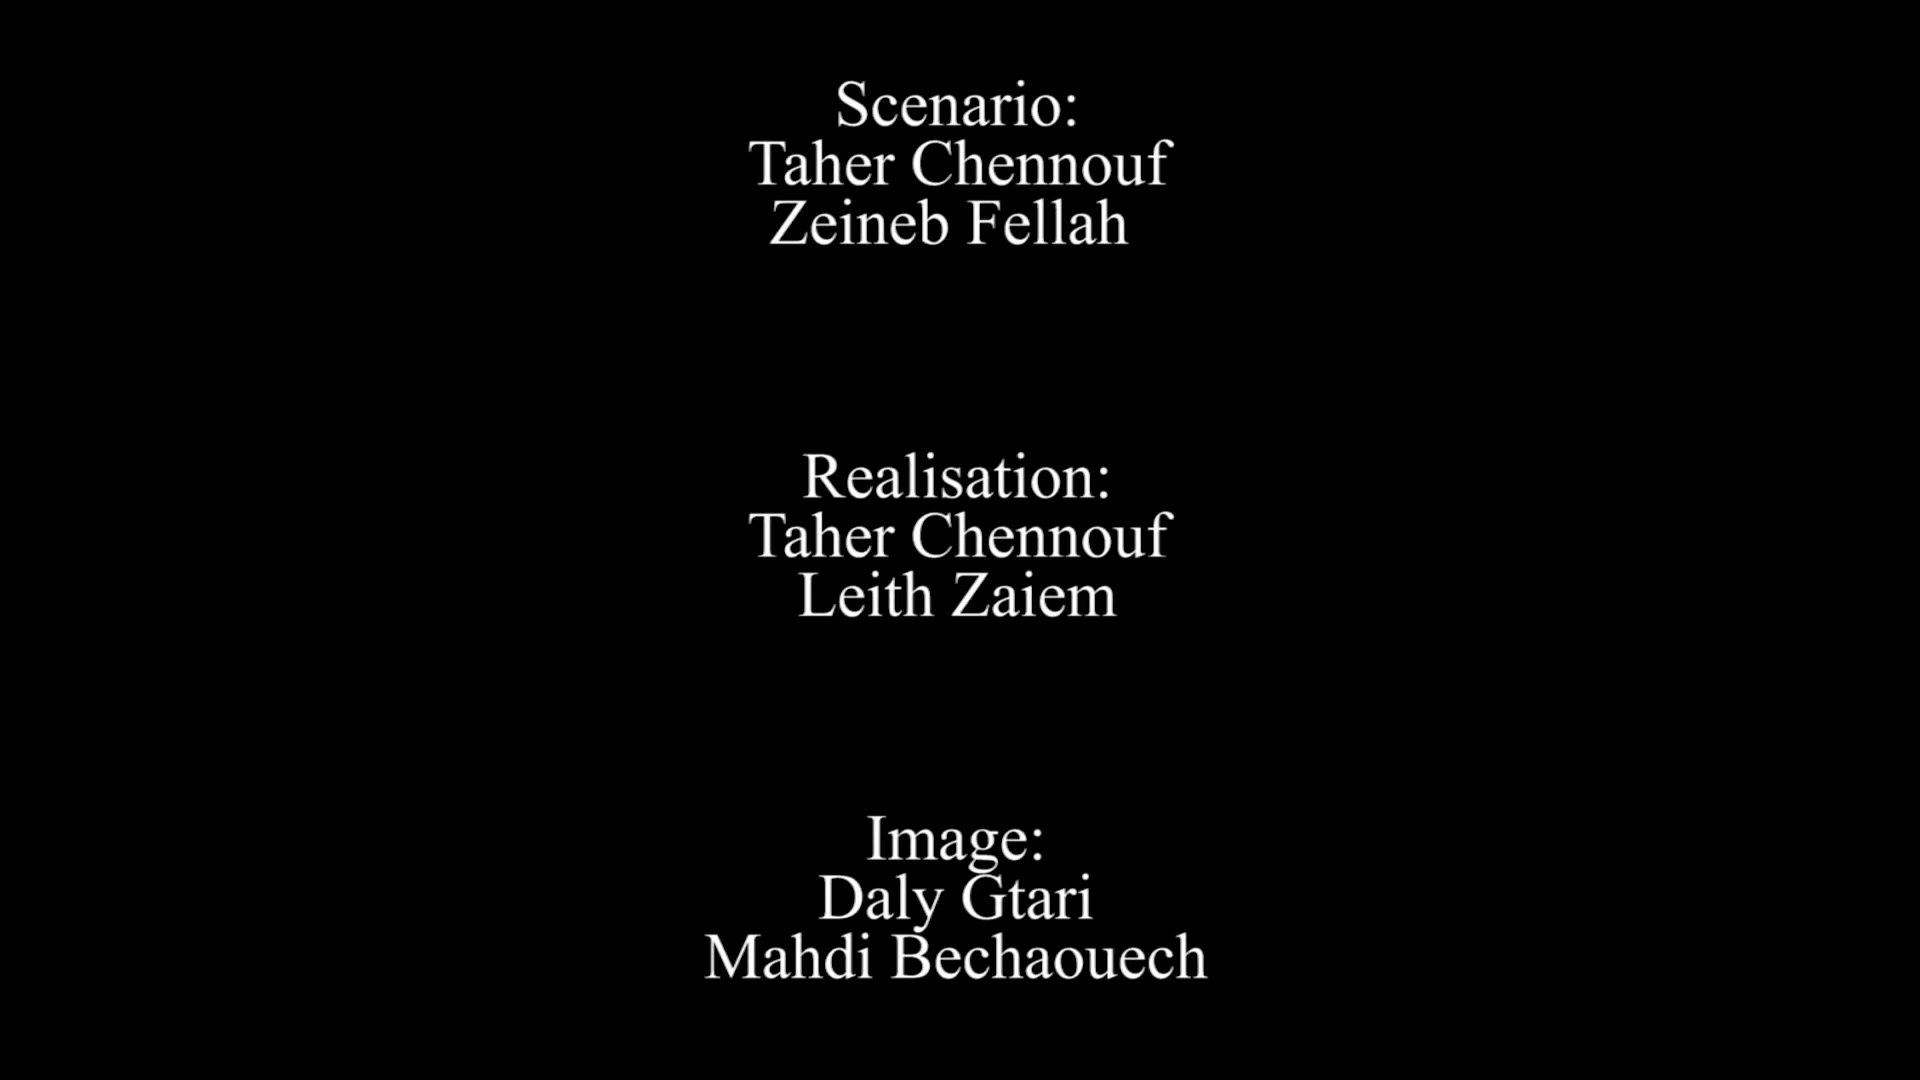 Scenario:
Taher Chennouf
Zeineb Fellah
Realisation:
Taher Chennouf
Leith Zaiem
Image:
Daly Gtari
Mahdi Bechaouech